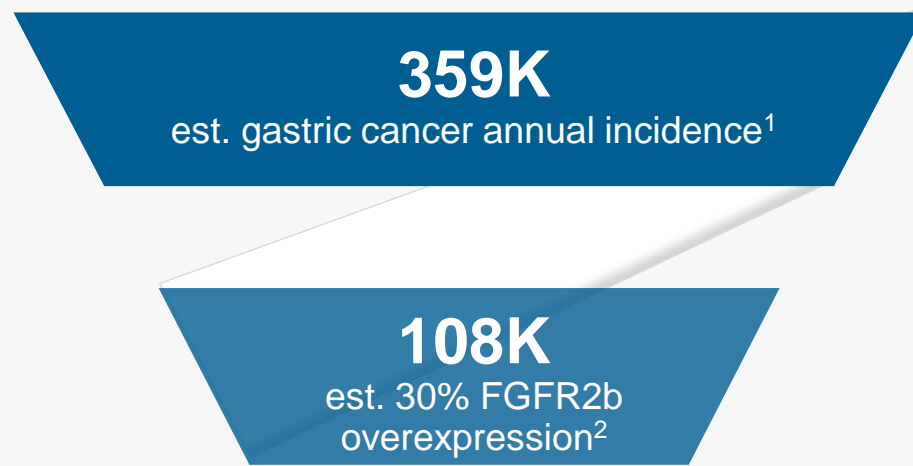 359K
est. gastric cancer annual incidence¹
108K
est. 30% FGFR2b
overexpression²